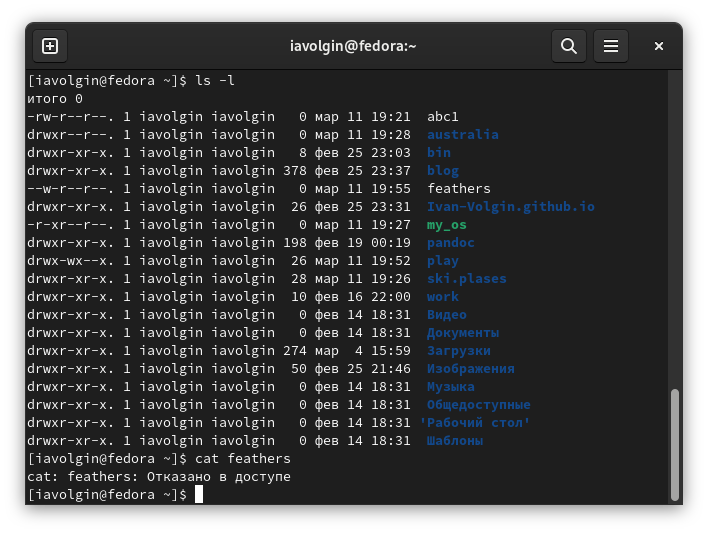 iavolgin@fedora:~
[iavolgin@fedora ~]$ ls -l
итого 0
-rw-r--r--. 1 iavolgin iavolgin   0 мар 11 19:21  abc1
drwxr--r--. 1 iavolgin iavolgin   0 мар 11 19:28  australia
drwxr-xr-x. 1 iavolgin iavolgin   8 фев 25 23:03  bin
drwxr-xr-x. 1 iavolgin iavolgin 378 фев 25 23:37  blog
--w-r--r--. 1 iavolgin iavolgin   0 мар 11 19:55  feathers
drwxr-xr-x. 1 iavolgin iavolgin  26 фев 25 23:31  Ivan-Volgin.github.io
-r-xr--r--. 1 iavolgin iavolgin   0 мар 11 19:27  my_os
drwxr-xr-x. 1 iavolgin iavolgin 198 фев 19 00:19  pandoc
drwx-wx--x. 1 iavolgin iavolgin  26 мар 11 19:52  play
drwxr-xr-x. 1 iavolgin iavolgin  28 мар 11 19:26  ski.plases
drwxr-xr-x. 1 iavolgin iavolgin  10 фев 16 22:00  work
drwxr-xr-x. 1 iavolgin iavolgin   0 фев 14 18:31  Видео
drwxr-xr-x. 1 iavolgin iavolgin   0 фев 14 18:31  Документы
drwxr-xr-x. 1 iavolgin iavolgin 274 мар  4 15:59  Загрузки
drwxr-xr-x. 1 iavolgin iavolgin  50 фев 25 21:46  Изображения
drwxr-xr-x. 1 iavolgin iavolgin   0 фев 14 18:31  Музыка
drwxr-xr-x. 1 iavolgin iavolgin   0 фев 14 18:31  Общедоступные
drwxr-xr-x. 1 iavolgin iavolgin   0 фев 14 18:31 'Рабочий стол'
drwxr-xr-x. 1 iavolgin iavolgin   0 фев 14 18:31  Шаблоны
[iavolgin@fedora ~]$ cat feathers
cat: feathers: Отказано в доступе
[iavolgin@fedora ~]$